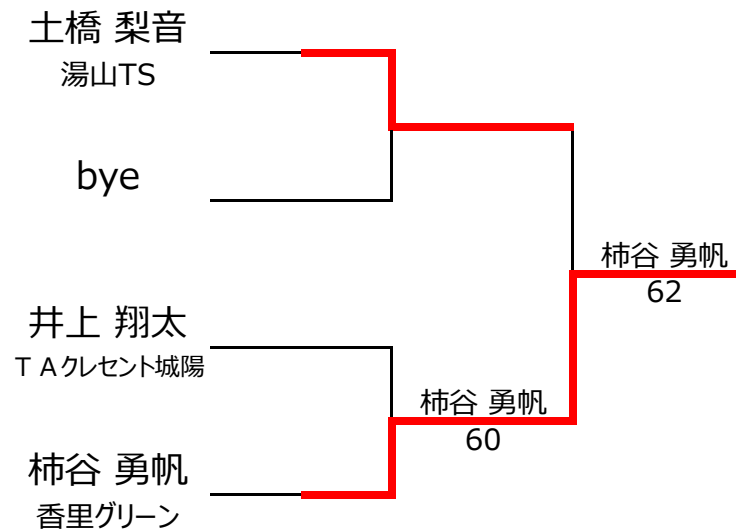 土橋 梨音
湯山TS
bye
柿谷 勇帆
62
井上 翔太
ＴＡクレセント城陽
柿谷 勇帆
60
柿谷 勇帆
香里グリーン